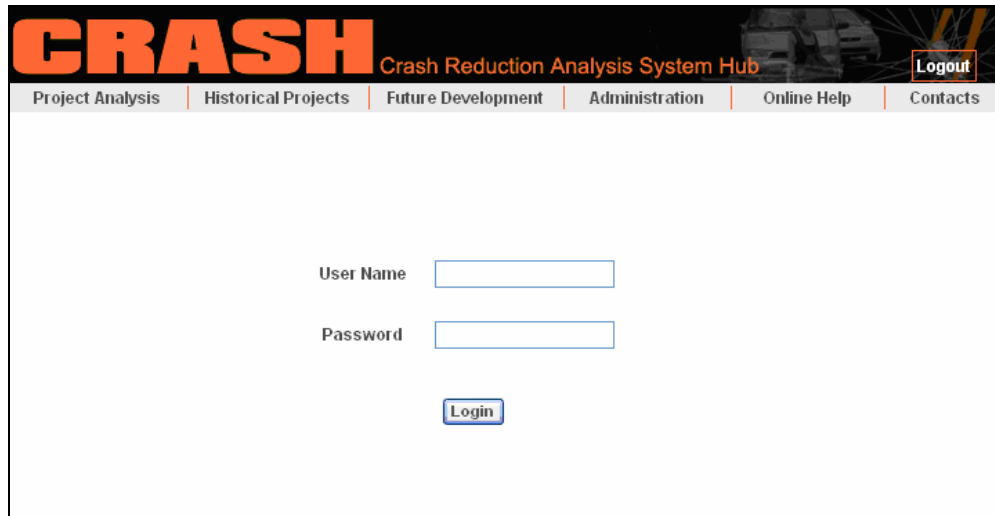 CRASH Crash Reduction Analysis System Hub
Logout
Project Analysis Historical Projects Future Development Administration Online Help Contacts
User Name
Password
Login